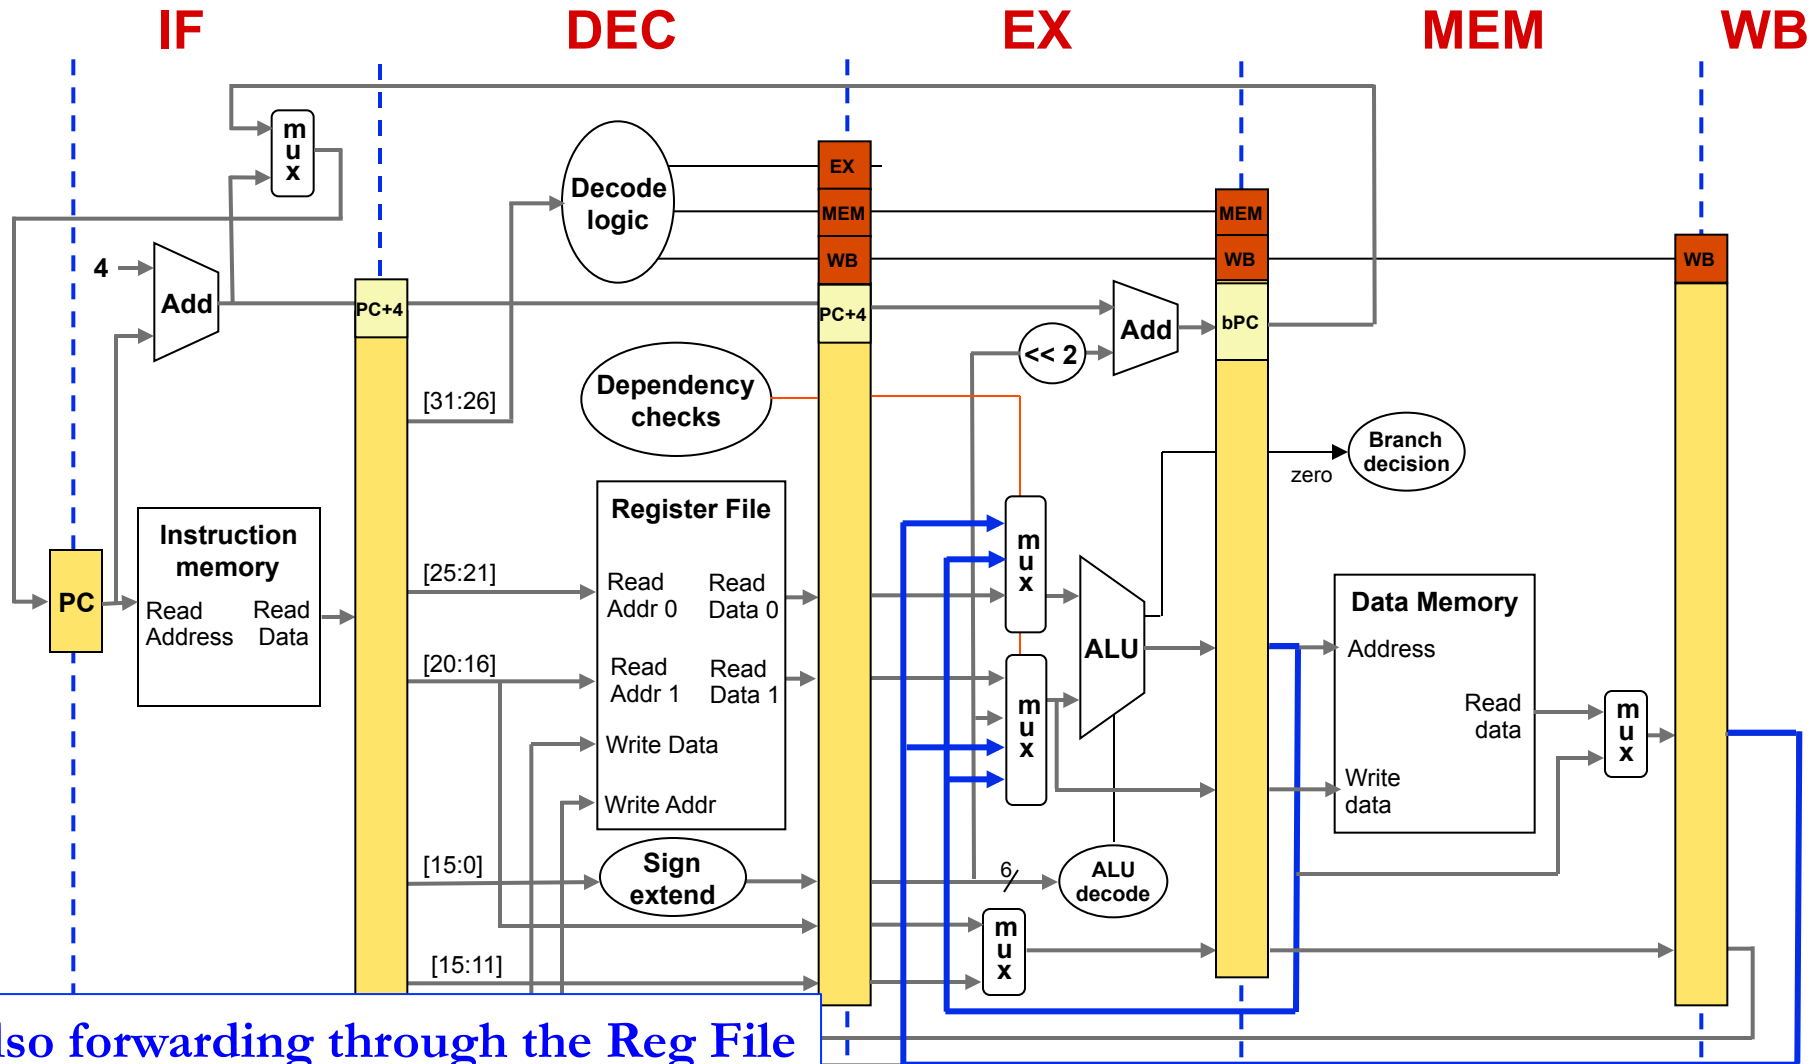 IF
DEC
EX
MEM
WB
m
u
x
4
Add
PC+4
[31:26]
Decode
logic
EX
MEM
WB
PC+4
Dependency
checks
<< 2
Add
MEM
WB
bPC
WB
Branch
decision
zero
PC
Instruction
memory
Read
Address
Read
Data
[25:21]
[20:16]
[15:0]
[15:11]
Register File
Read
Addr 0
Read
Data 0
Read
Addr 1
Read
Data 1
Write Data
Write Addr
Sign
extend
m
u
x
m
u
x
ALU
6
ALU
decode
m
u
x
Data Memory
Address
Read
data
Write
data
m
u
x
lso forwarding through the Reg File